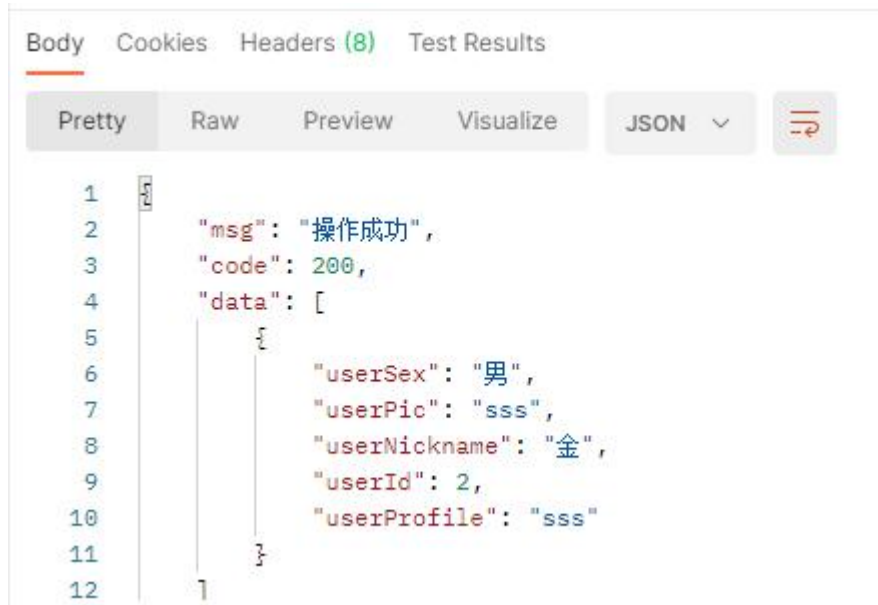 Body Cookies Headers (8) Test Results
Pretty Raw Preview Visualize JSON
1 {
2 "msg": "操作成功",
3 "code": 200,
4 "data": [
5 {
6 "userSex": "男",
7 "userPic": "sss",
8 "userNickname": "金",
9 "userId": 2,
10 "userProfile": "sss"
11 }
12 ]